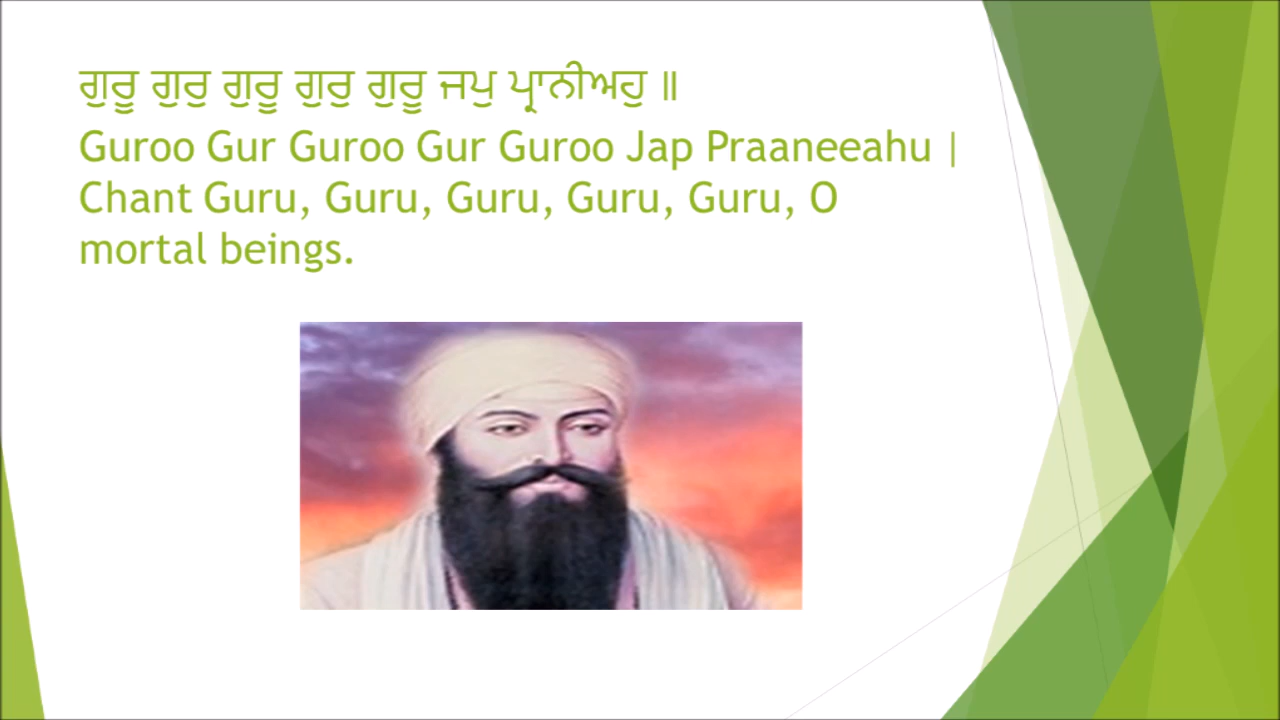 ਗੁਰੂ ਗੁਰੁ ਗੁਰੂ ਗੁਰੁ ਗੁਰੂ ਜਪੁ ਪ੍ਰਾਨੀਅਹੁ ॥
Guroo Gur Guroo Gur Guroo Jap Praaneeahu |
Chant Guru, Guru, Guru, Guru, Guru, O
mortal beings.